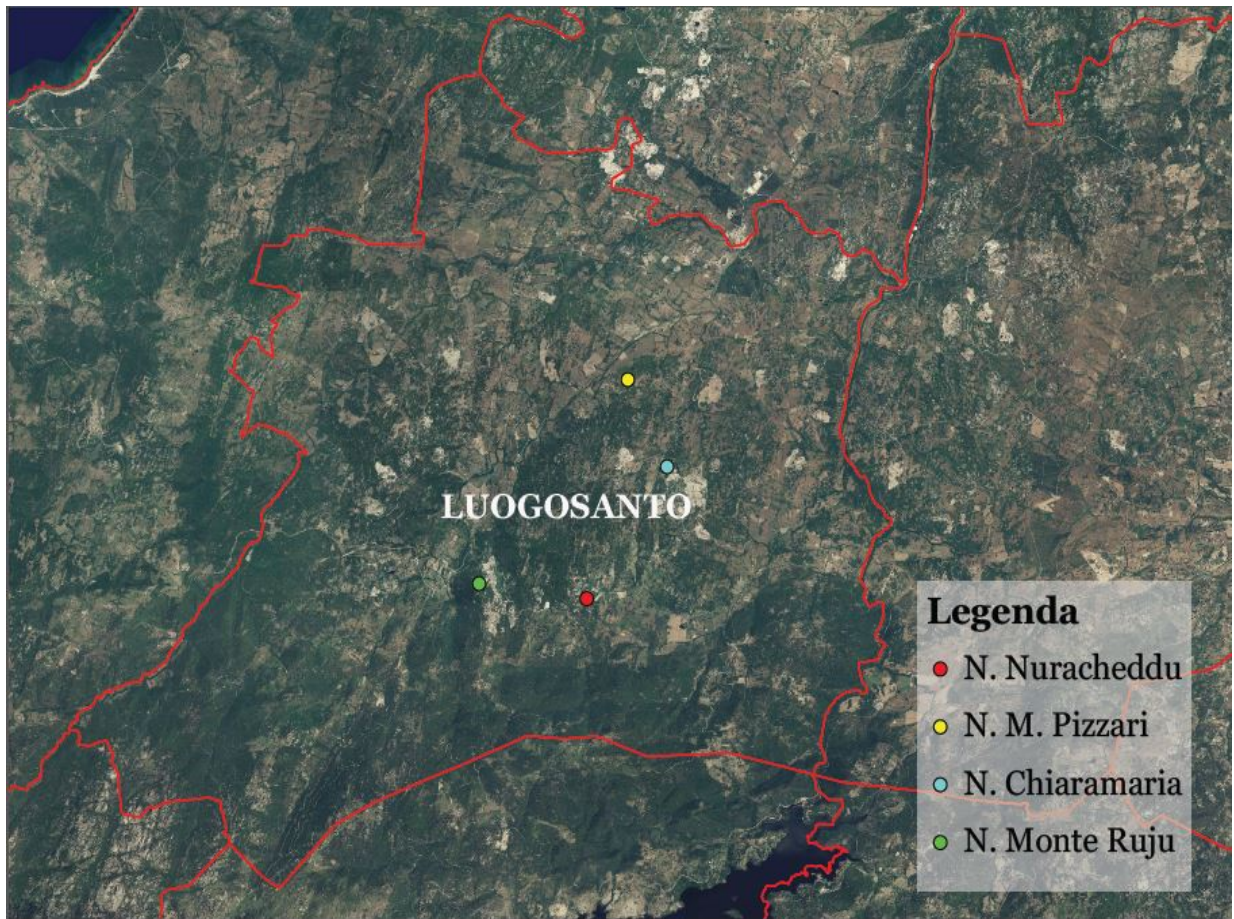 LUOGOSANTO
Legenda
N. Nuracheddu
N. M. Pizzari
N. Chiaramaria
N. Monte Ruju